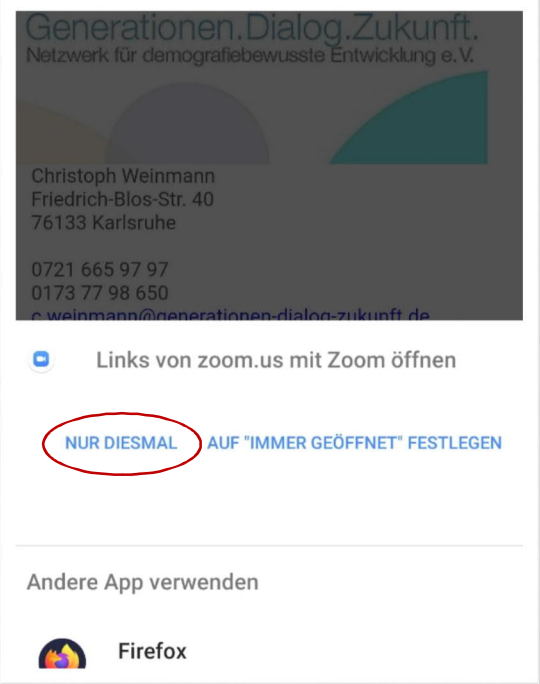 Generationen.Dialog.Zukunft.
Netzwerk für demografiebewusste Entwicklung e.V.
Christoph Weinmann
Friedrich-Blos-Str. 40
76133 Karlsruhe
0721 665 97 97
0173 77 98 650
c.weinmann@generationen-dialog-zukunft.de
Links von zoom.us mit Zoom öffnen
NUR DIESMAL AUF "IMMER GEÖFFNET" FESTLEGEN
Andere App verwenden
Firefox